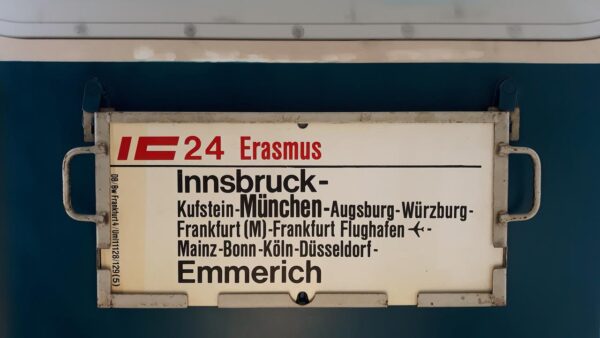 IC 24 Erasmus
Innsbruck-
Kufstein-München-Augsburg-Würzburg-
Frankfurt (M)-Frankfurt Flughafen ✈-
Mainz-Bonn-Köln-Düsseldorf-
Emmerich